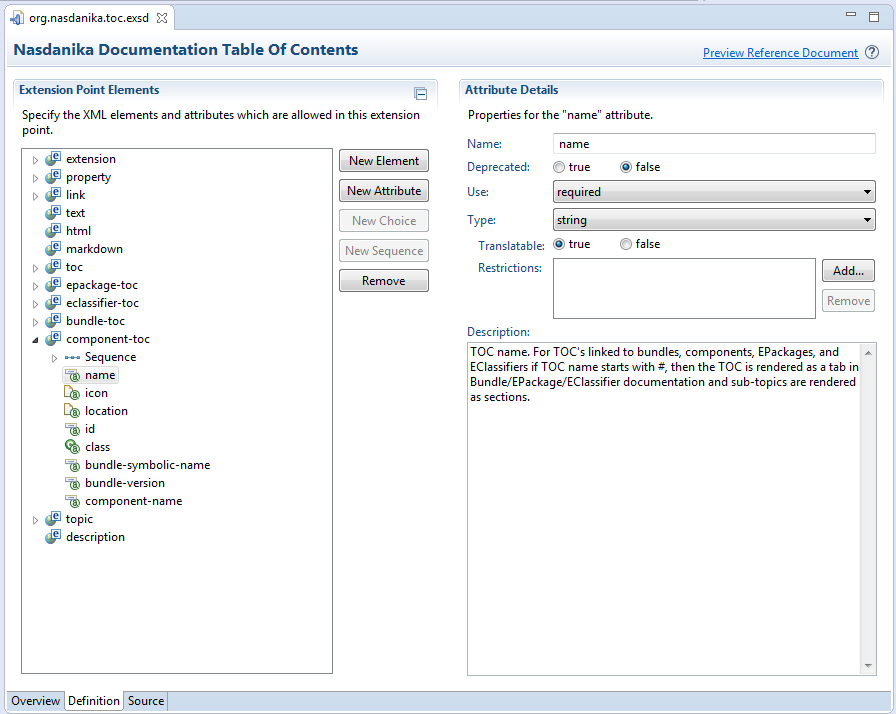 org.nasdanika.toc.exsd
Nasdanika Documentation Table Of Contents
Preview Reference Document
Extension Point Elements
Specify the XML elements and attributes which are allowed in this extension
point.
extension
property
link
text
html
markdown
toc
epackage-toc
eclassifier-toc
bundle-toc
component-toc
Sequence
name
icon
location
id
class
bundle-symbolic-name
bundle-version
component-name
topic
description
New Element
New Attribute
New Choice
New Sequence
Remove
Attribute Details
Properties for the "name" attribute.
Name: name
Deprecated: true false
Use: required
Type: string
Translatable: true false
Restrictions:
Add...
Remove
Description:
TOC name. For TOC's linked to bundles, components, EPackages, and
EClassifiers if TOC name starts with #, then the TOC is rendered as a tab in
Bundle/EPackage/EClassifier documentation and sub-topics are rendered
as sections.
Overview Definition Source